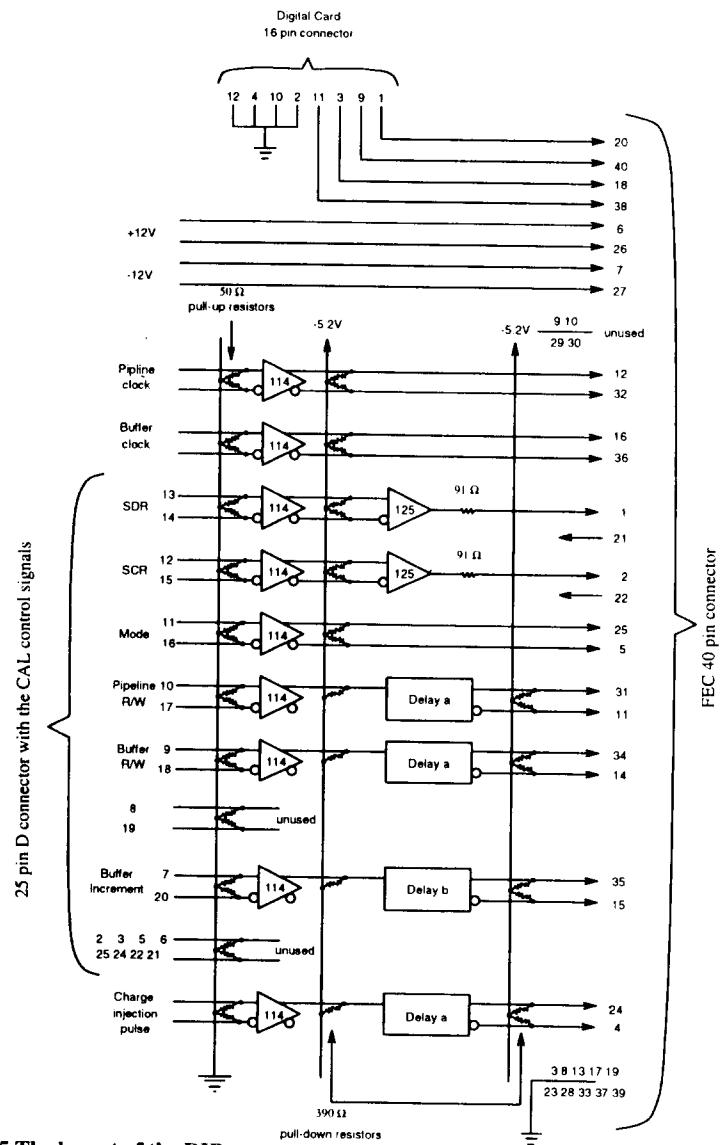 Digital Card
16 pin connector
12 4 10 2 11 3 9 1
20
40
18
38
+12V
6
26
-12V
7
27
50 Ω
pull-up resistors
-5.2V
-5.2V
9 10
29 30
unused
Pipline
clock
114
12
32
Buffer
clock
114
16
36
SDR
13
14
114
125
91 Ω
1
21
SCR
12
15
114
125
91 Ω
2
22
Mode
11
16
114
25
5
Pipeline
R/W
10
17
114
Delay a
31
11
Buffer
R/W
9
18
114
Delay a
34
14
8
19
unused
Buffer
Increment
7
20
114
Delay b
35
15
2 3 5 6
25 24 22 21
unused
Charge
injection
pulse
114
Delay a
24
4
3 8 13 17 19
23 28 33 37 39
390 Ω
pull-down resistors
25 pin D connector with the CAL control signals
FEC 40 pin connector